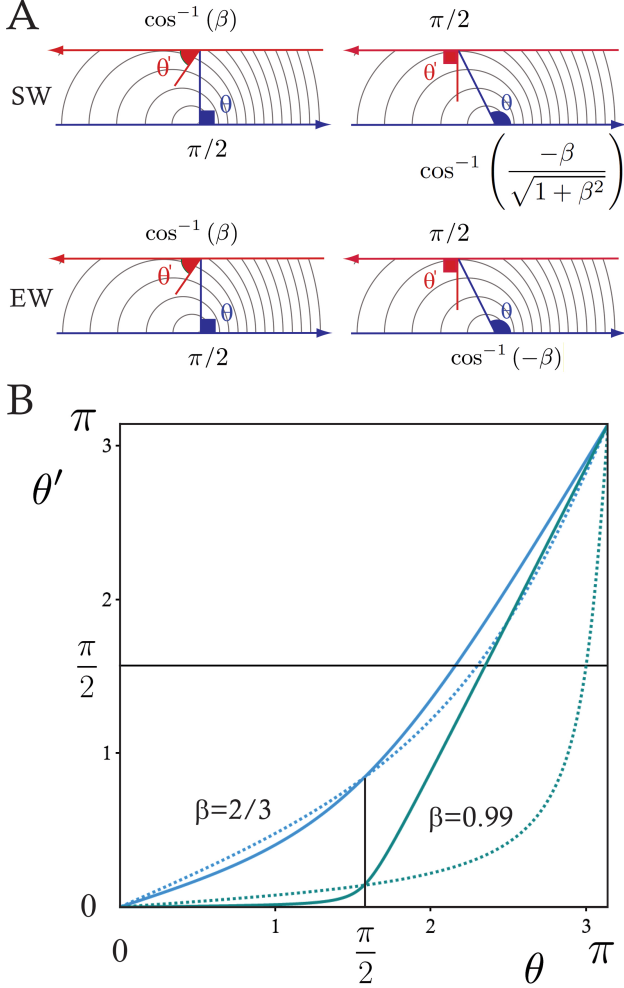 A
cos⁻¹ (β) π/2
SW θ' θ θ' θ
π/2 cos⁻¹ ( −β / √(1 + β²) )
cos⁻¹ (β) π/2
EW θ' θ θ' θ
π/2 cos⁻¹ (−β)
B
π
3
θ′
2
π/2
1
β=2/3 β=0.99
0
1 2 3
0 π/2 θ π